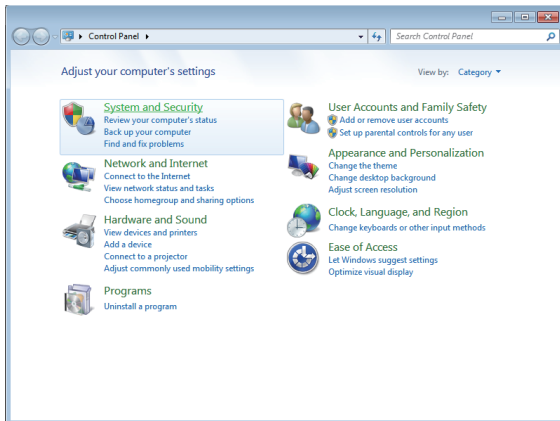 Control Panel
Search Control Panel
Adjust your computer's settings
View by: Category
System and Security
Review your computer's status
Back up your computer
Find and fix problems
Network and Internet
Connect to the Internet
View network status and tasks
Choose homegroup and sharing options
Hardware and Sound
View devices and printers
Add a device
Connect to a projector
Adjust commonly used mobility settings
Programs
Uninstall a program
User Accounts and Family Safety
Add or remove user accounts
Set up parental controls for any user
Appearance and Personalization
Change the theme
Change desktop background
Adjust screen resolution
Clock, Language, and Region
Change keyboards or other input methods
Ease of Access
Let Windows suggest settings
Optimize visual display